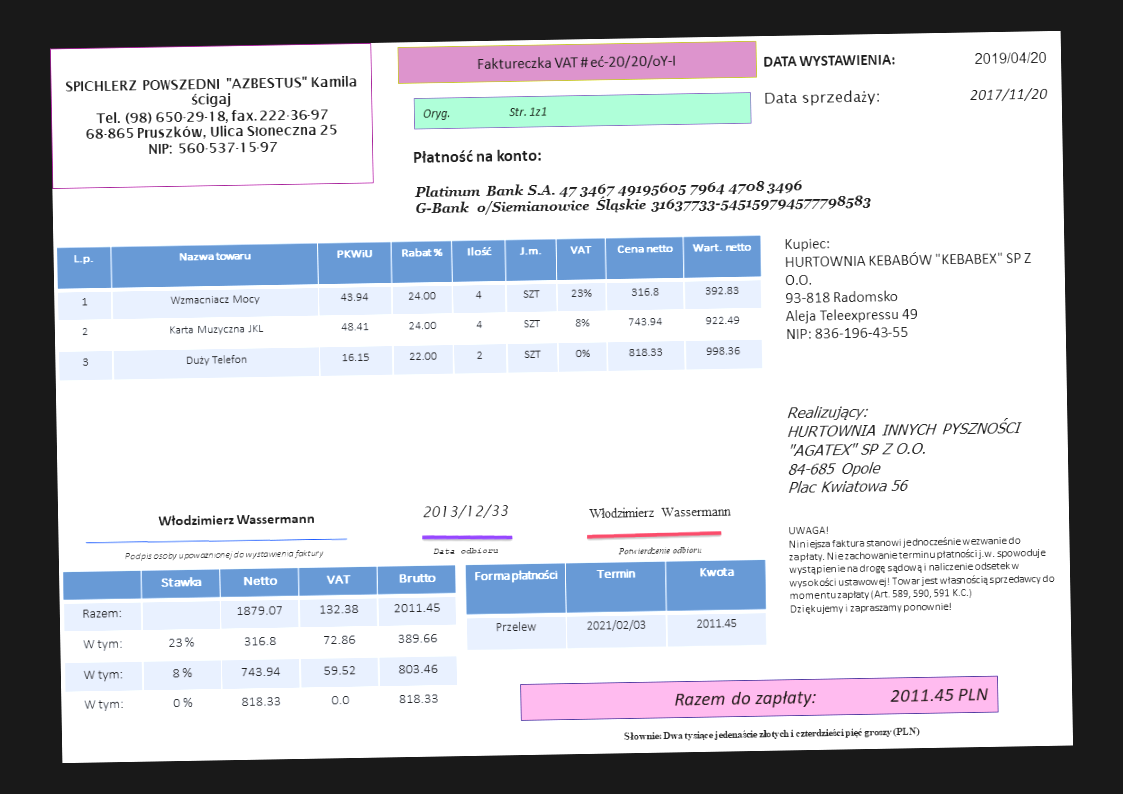 SPICHLERZ POWSZEDNI "AZBESTUS" Kamila
ścigaj
Tel. (98) 650-29-18, fax. 222-36-97
68-865 Pruszków, Ulica Słoneczna 25
NIP: 560-537-15-97
Faktureczka VAT # eć-20/20/oY-I
Oryg. Str. 1z1
DATA WYSTAWIENIA: 2019/04/20
Data sprzedaży: 2017/11/20
Płatność na konto:
Platinum Bank S.A. 47 3467 49195605 7964 4708 3496
G-Bank o/Siemianowice Śląskie 31637733-545159794577798583
L.p. Nazwa towaru PKWiU Rabat % Ilość J.m. VAT Cena netto Wart. netto
1 Wzmacniacz Mocy 43.94 24.00 4 SZT 23% 316.8 392.83
2 Karta Muzyczna JKL 48.41 24.00 4 SZT 8% 743.94 922.49
3 Duży Telefon 16.15 22.00 2 SZT 0% 818.33 998.36
Kupiec:
HURTOWNIA KEBABÓW "KEBABEX" SP Z
O.O.
93-818 Radomsko
Aleja Teleexpressu 49
NIP: 836-196-43-55
Realizujący:
HURTOWNIA INNYCH PYSZNOŚCI
"AGATEX" SP Z O.O.
84-685 Opole
Plac Kwiatowa 56
Włodzimierz Wassermann
Podpis osoby upoważnionej do wystawienia faktury
2013/12/33
Data odbioru
Włodzimierz Wassermann
Potwierdzenie odbioru
UWAGA!
Niniejsza faktura stanowi jednocześnie wezwanie do
zapłaty. Nie zachowanie terminu płatności j.w. spowoduje
wystąpienie na drogę sądową i naliczenie odsetek w
wysokości ustawowej! Towar jest własnością sprzedawcy do
momentu zapłaty (Art. 589, 590, 591 K.C.)
Dziękujemy i zapraszamy ponownie!
Stawka Netto VAT Brutto
Razem: 1879.07 132.38 2011.45
W tym: 23 % 316.8 72.86 389.66
W tym: 8 % 743.94 59.52 803.46
W tym: 0 % 818.33 0.0 818.33
Forma płatności Termin Kwota
Przelew 2021/02/03 2011.45
Razem do zapłaty: 2011.45 PLN
Słownie: Dwa tysiące jedenaście złotych i czterdzieści pięć groszy (PLN)